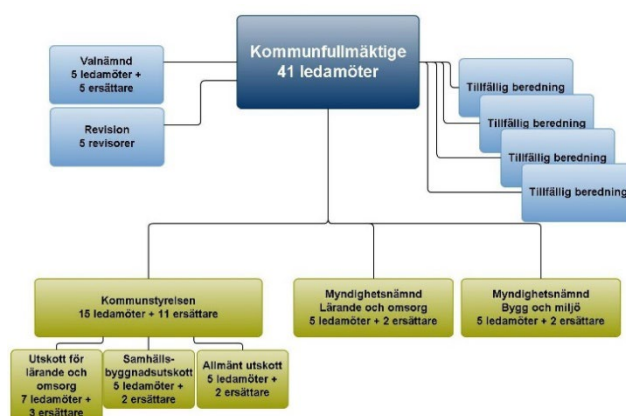 Kommunfullmäktige
41 ledamöter
Valnämnd
5 ledamöter +
5 ersättare
Revision
5 revisorer
Tillfällig beredning
Tillfällig beredning
Tillfällig beredning
Tillfällig beredning
Kommunstyrelsen
15 ledamöter + 11 ersättare
Myndighetsnämnd
Lärande och omsorg
5 ledamöter + 2 ersättare
Myndighetsnämnd
Bygg och miljö
5 ledamöter + 2 ersättare
Utskott för
lärande och
omsorg
7 ledamöter +
3 ersättare
Samhälls-
byggnadsutskott
5 ledamöter +
2 ersättare
Allmänt utskott
5 ledamöter +
2 ersättare